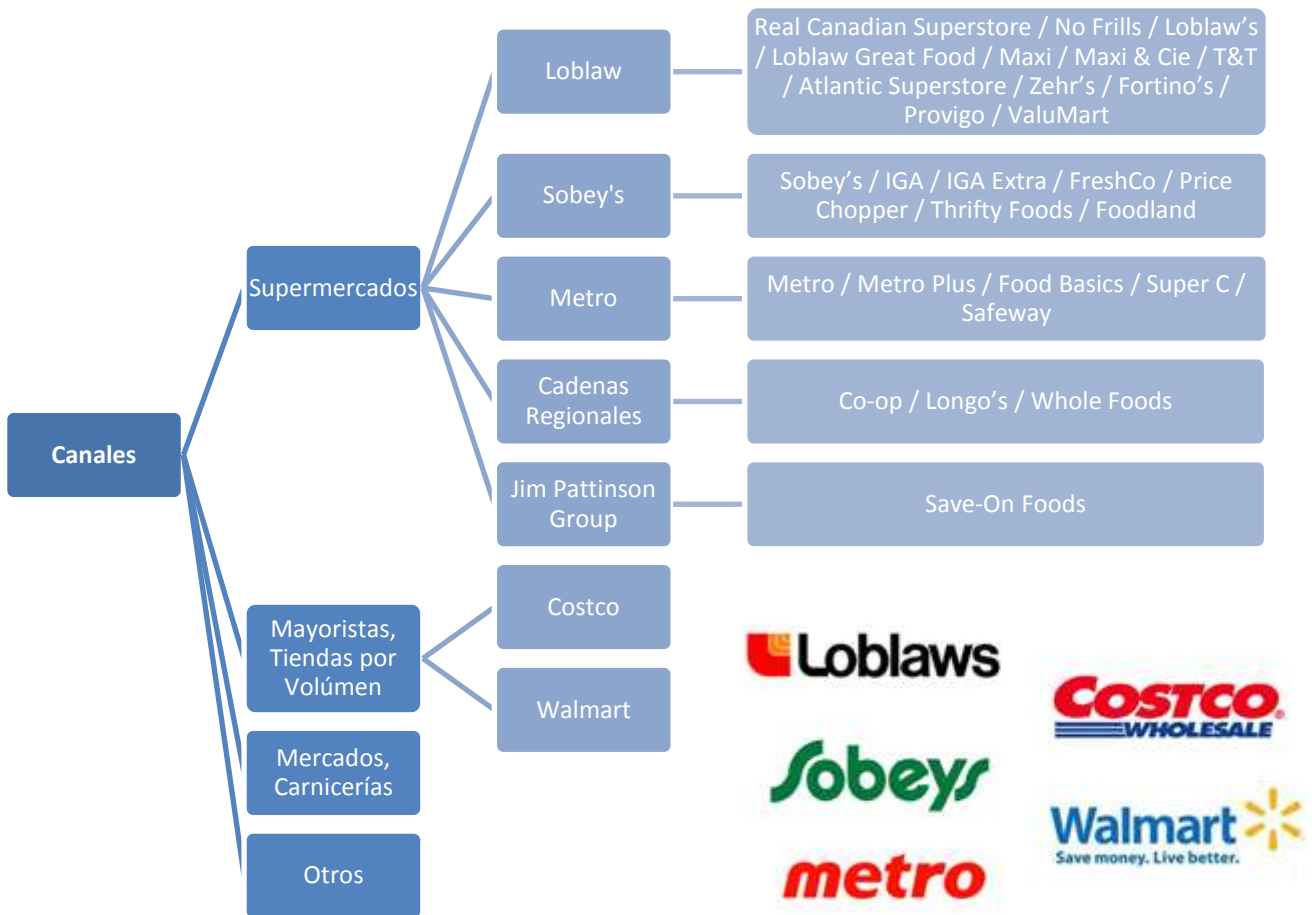 Canales
Supermercados
Loblaw
Real Canadian Superstore / No Frills / Loblaw’s
/ Loblaw Great Food / Maxi / Maxi & Cie / T&T
/ Atlantic Superstore / Zehr’s / Fortino’s /
Provigo / ValuMart
Sobey's
Sobey’s / IGA / IGA Extra / FreshCo / Price
Chopper / Thrifty Foods / Foodland
Metro
Metro / Metro Plus / Food Basics / Super C /
Safeway
Cadenas
Regionales
Co-op / Longo’s / Whole Foods
Jim Pattinson
Group
Save-On Foods
Mayoristas,
Tiendas por
Volúmen
Costco
Walmart
Mercados,
Carnicerías
Otros
Loblaws
Sobeys
metro
COSTCO
WHOLESALE
Walmart
Save money. Live better.